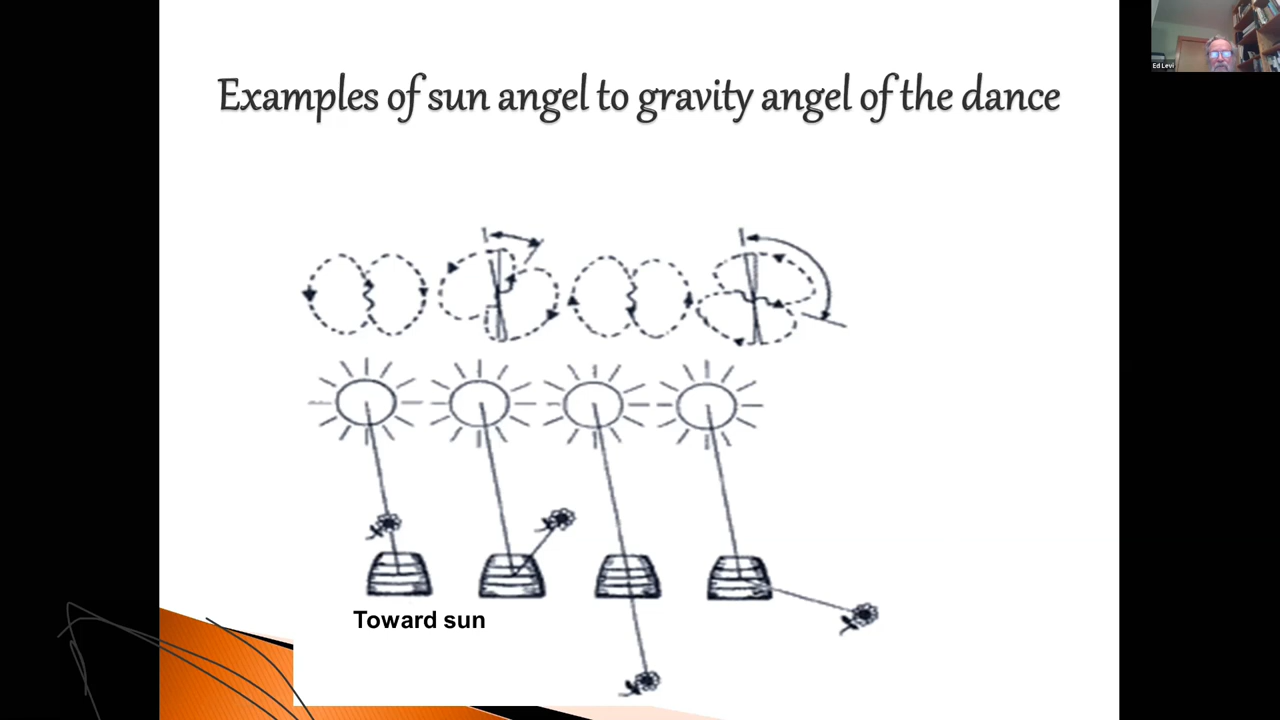 Examples of sun angel to gravity angel of the dance
Ed Levi
Toward sun